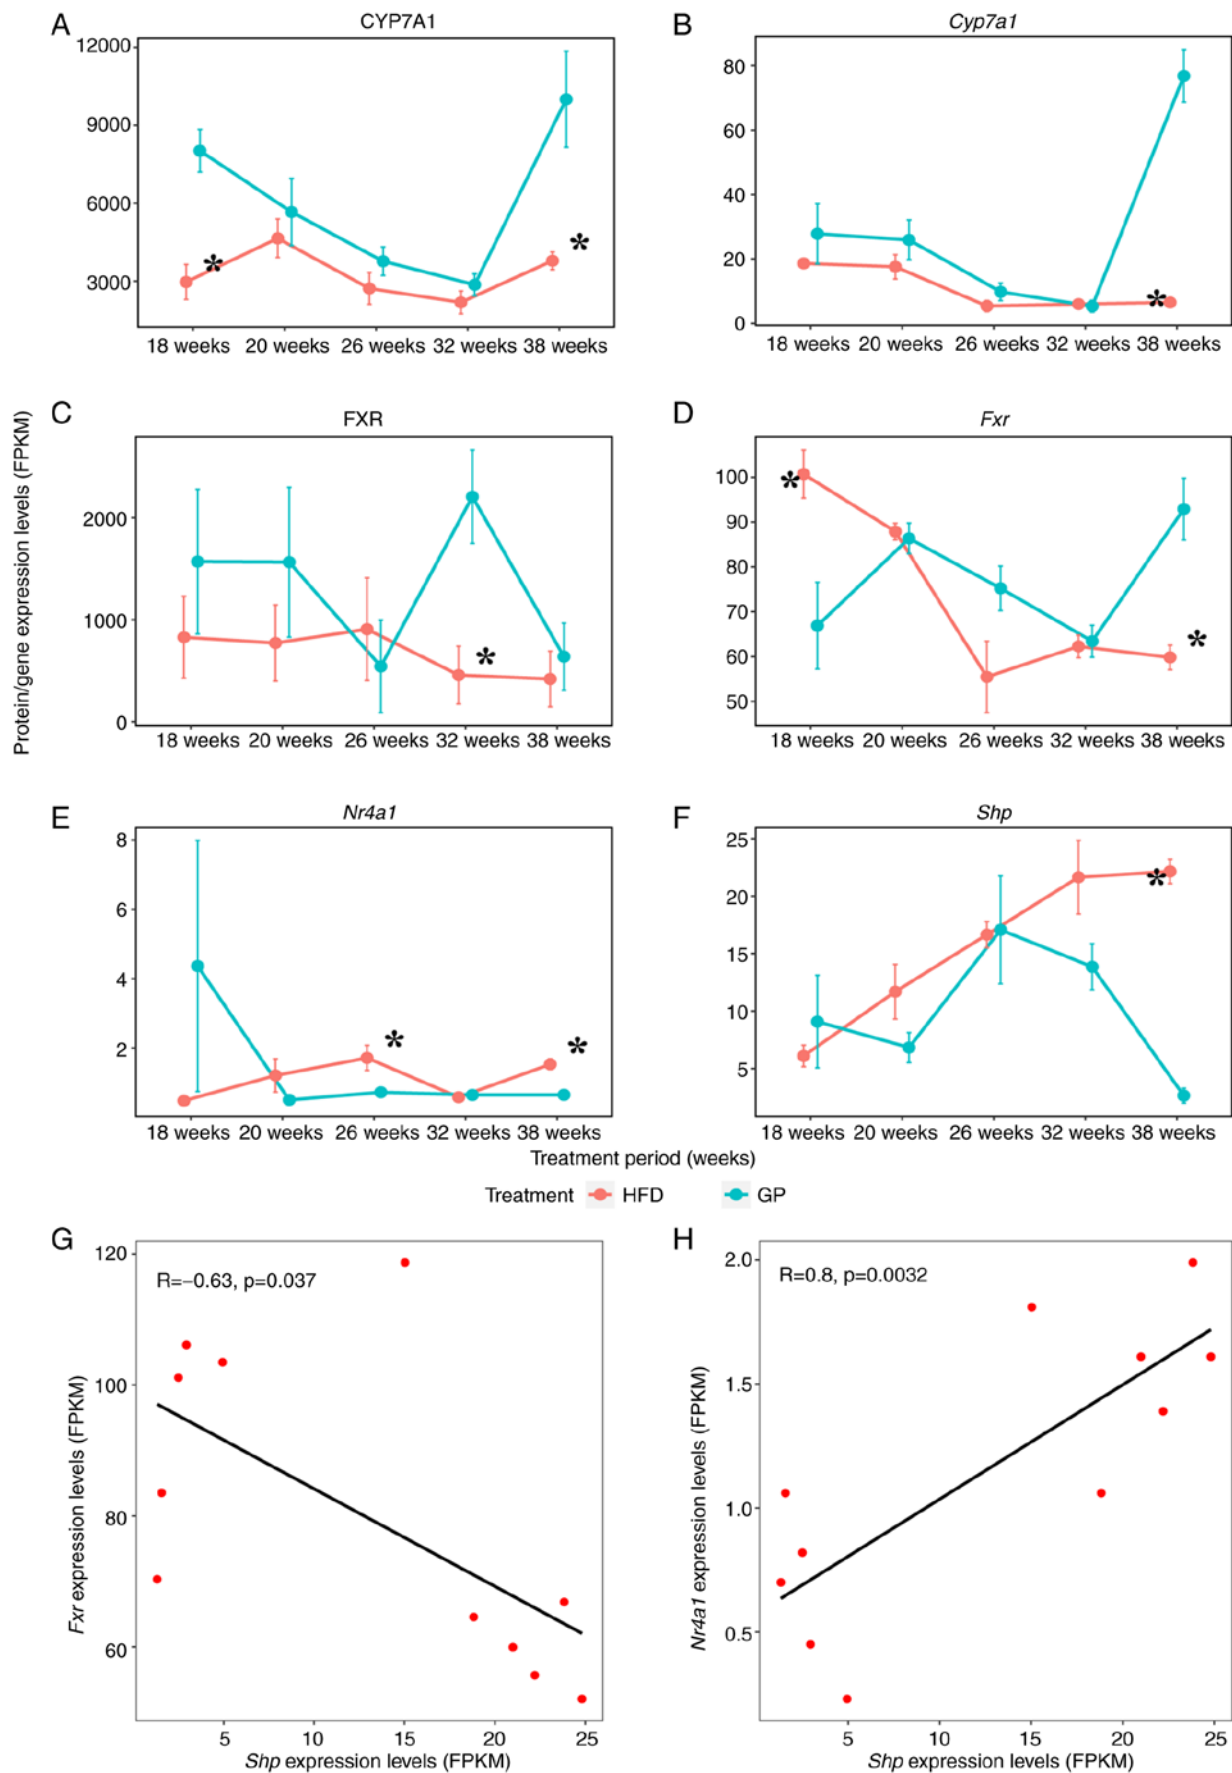 A CYP7A1
12000
9000
6000
3000
18 weeks 20 weeks 26 weeks 32 weeks 38 weeks
*
*
B Cyp7a1
80
60
40
20
0
18 weeks 20 weeks 26 weeks 32 weeks 38 weeks
*
Protein/gene expression levels (FPKM)
C FXR
2000
1000
0
18 weeks 20 weeks 26 weeks 32 weeks 38 weeks
*
D Fxr
100
90
80
70
60
50
18 weeks 20 weeks 26 weeks 32 weeks 38 weeks
*
*
E Nr4a1
8
6
4
2
18 weeks 20 weeks 26 weeks 32 weeks 38 weeks
*
*
F Shp
25
20
15
10
5
18 weeks 20 weeks 26 weeks 32 weeks 38 weeks
*
Treatment period (weeks)
Treatment HFD GP
G
R=−0.63, p=0.037
Fxr expression levels (FPKM)
120
100
80
60
5 10 15 20 25
Shp expression levels (FPKM)
H
R=0.8, p=0.0032
Nr4a1 expression levels (FPKM)
2.0
1.5
1.0
0.5
5 10 15 20 25
Shp expression levels (FPKM)